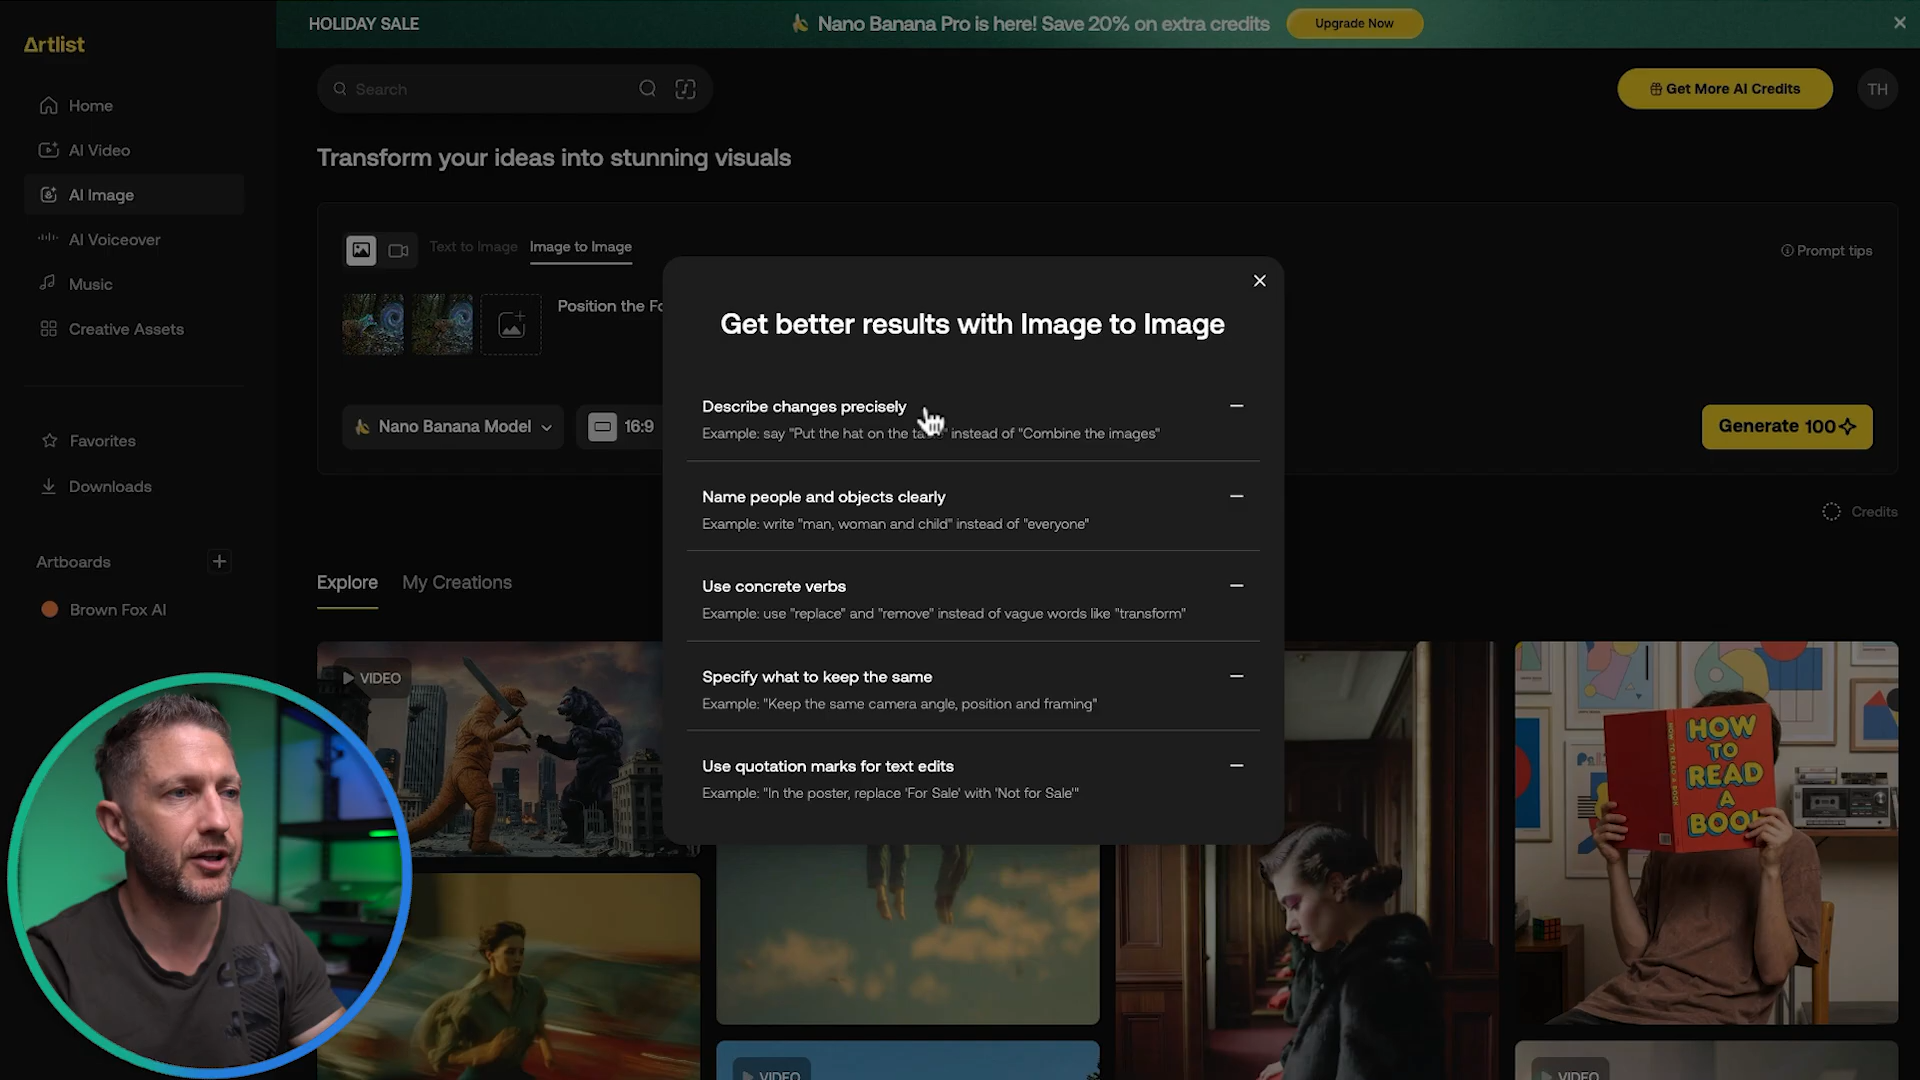 HOLIDAY SALE
Nano Banana Pro is here! Save 20% on extra credits
Upgrade Now
Artlist
Search
Get More AI Credits
TH
Home
AI Video
AI Image
AI Voiceover
Music
Creative Assets
Favorites
Downloads
Artboards
Brown Fox AI
Transform your ideas into stunning visuals
Text to Image
Image to Image
Prompt tips
Position the
Nano Banana Model
16:9
Generate 100
Credits
Explore
My Creations
Get better results with Image to Image
Describe changes precisely
Example: say "Put the hat on the instead of "Combine the images"
Name people and objects clearly
Example: write "man, woman and child" instead of "everyone"
Use concrete verbs
Example: use "replace" and "remove" instead of vague words like "transform"
Specify what to keep the same
Example: "Keep the same camera angle, position and framing"
Use quotation marks for text edits
Example: "In the poster, replace 'For Sale' with 'Not for Sale'"
VIDEO
HOW
TO
READ
A
BOOK
VIDEO
VIDEO